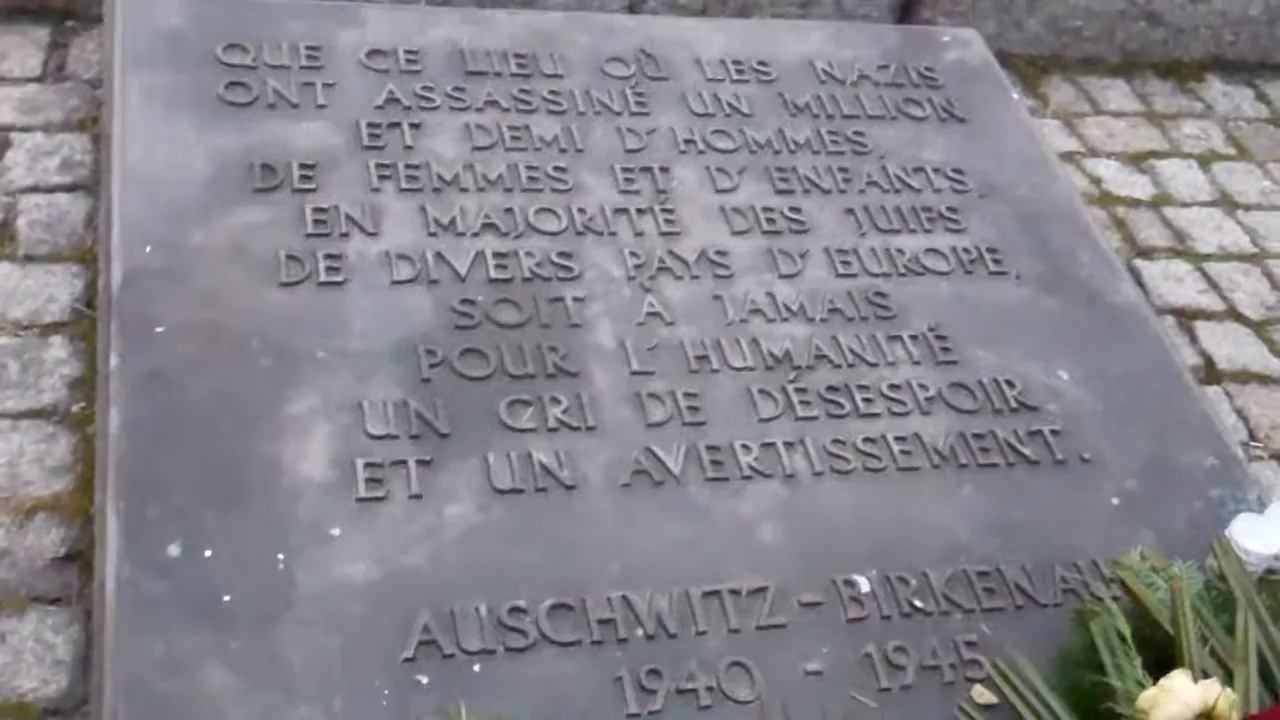 QUE CE LIEU OÙ LES NAZIS
ONT ASSASSINÉ UN MILLION
ET DEMI D'HOMMES,
DE FEMMES ET D'ENFANTS,
EN MAJORITÉ DES JUIFS
DE DIVERS PAYS D'EUROPE,
SOIT À JAMAIS
POUR L'HUMANITÉ
UN CRI DE DÉSESPOIR
ET UN AVERTISSEMENT.
AUSCHWITZ - BIRKENAU
1940 - 1945